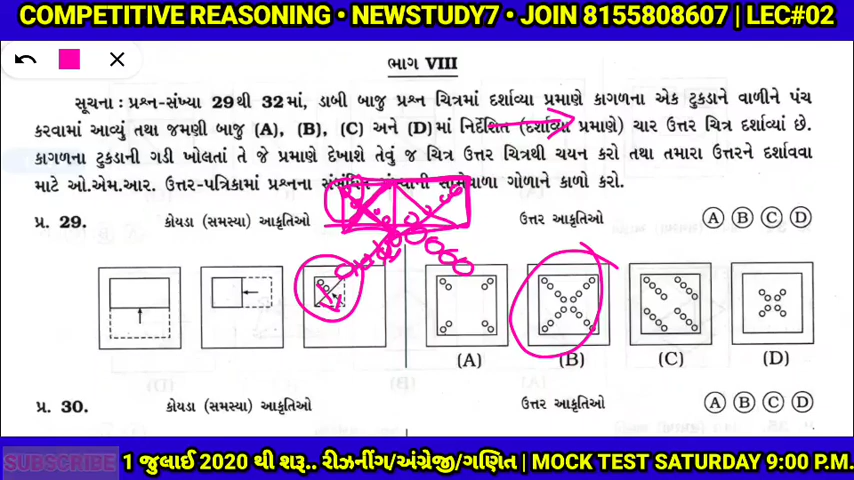 COMPETITIVE REASONING • NEWSTUDY7 • JOIN 8155808607 | LEC#02
ભાગ VIII
સૂચના : પ્રશ્ન-સંખ્યા 29 થી 32 માં, ડાબી બાજુ પ્રશ્ન ચિત્રમાં દર્શાવ્યા પ્રમાણે કાગળના એક ટુકડાને વાળીને પંચ
કરવામાં આવ્યું તથા જમણી બાજુ (A), (B), (C) અને (D) માં નિર્દેશિત (દર્શાવ્યા પ્રમાણે) ચાર ઉત્તર ચિત્ર દર્શાવ્યાં છે.
કાગળના ટુકડાની ગડી ખોલતાં તે જે પ્રમાણે દેખાશે તેવું જ ચિત્ર ઉત્તર ચિત્રથી ચયન કરો તથા તમારા ઉત્તરને દર્શાવવા
માટે ઓ.એમ.આર. ઉત્તર-પત્રિકામાં પ્રશ્નના સંબંધિત સામેવાળા ગોળાને કાળો કરો.
પ્ર. 29. કોયડા (સમસ્યા) આકૃતિઓ ઉત્તર આકૃતિઓ A B C D
(A) (B) (C) (D)
પ્ર. 30. કોયડા (સમસ્યા) આકૃતિઓ ઉત્તર આકૃતિઓ A B C D
SUBSCRIBE 1 જુલાઈ 2020 થી શરૂ.. રીઝનીંગ/અંગ્રેજી/ગણિત | MOCK TEST SATURDAY 9:00 P.M.